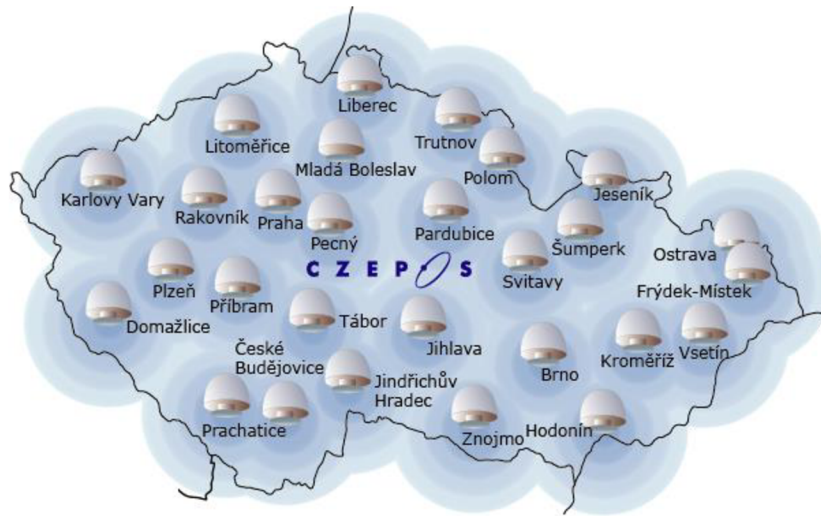 Liberec
Litoměřice
Trutnov
Mladá Boleslav
Polom
Karlovy Vary
Jeseník
Rakovník
Praha
Pecný
Pardubice
Šumperk
Ostrava
CZEPOS
Svitavy
Plzeň
Příbram
Frýdek-Místek
Domažlice
Tábor
Jihlava
České
Budějovice
Brno
Kroměříž
Vsetín
Jindřichův
Hradec
Prachatice
Znojmo
Hodonín